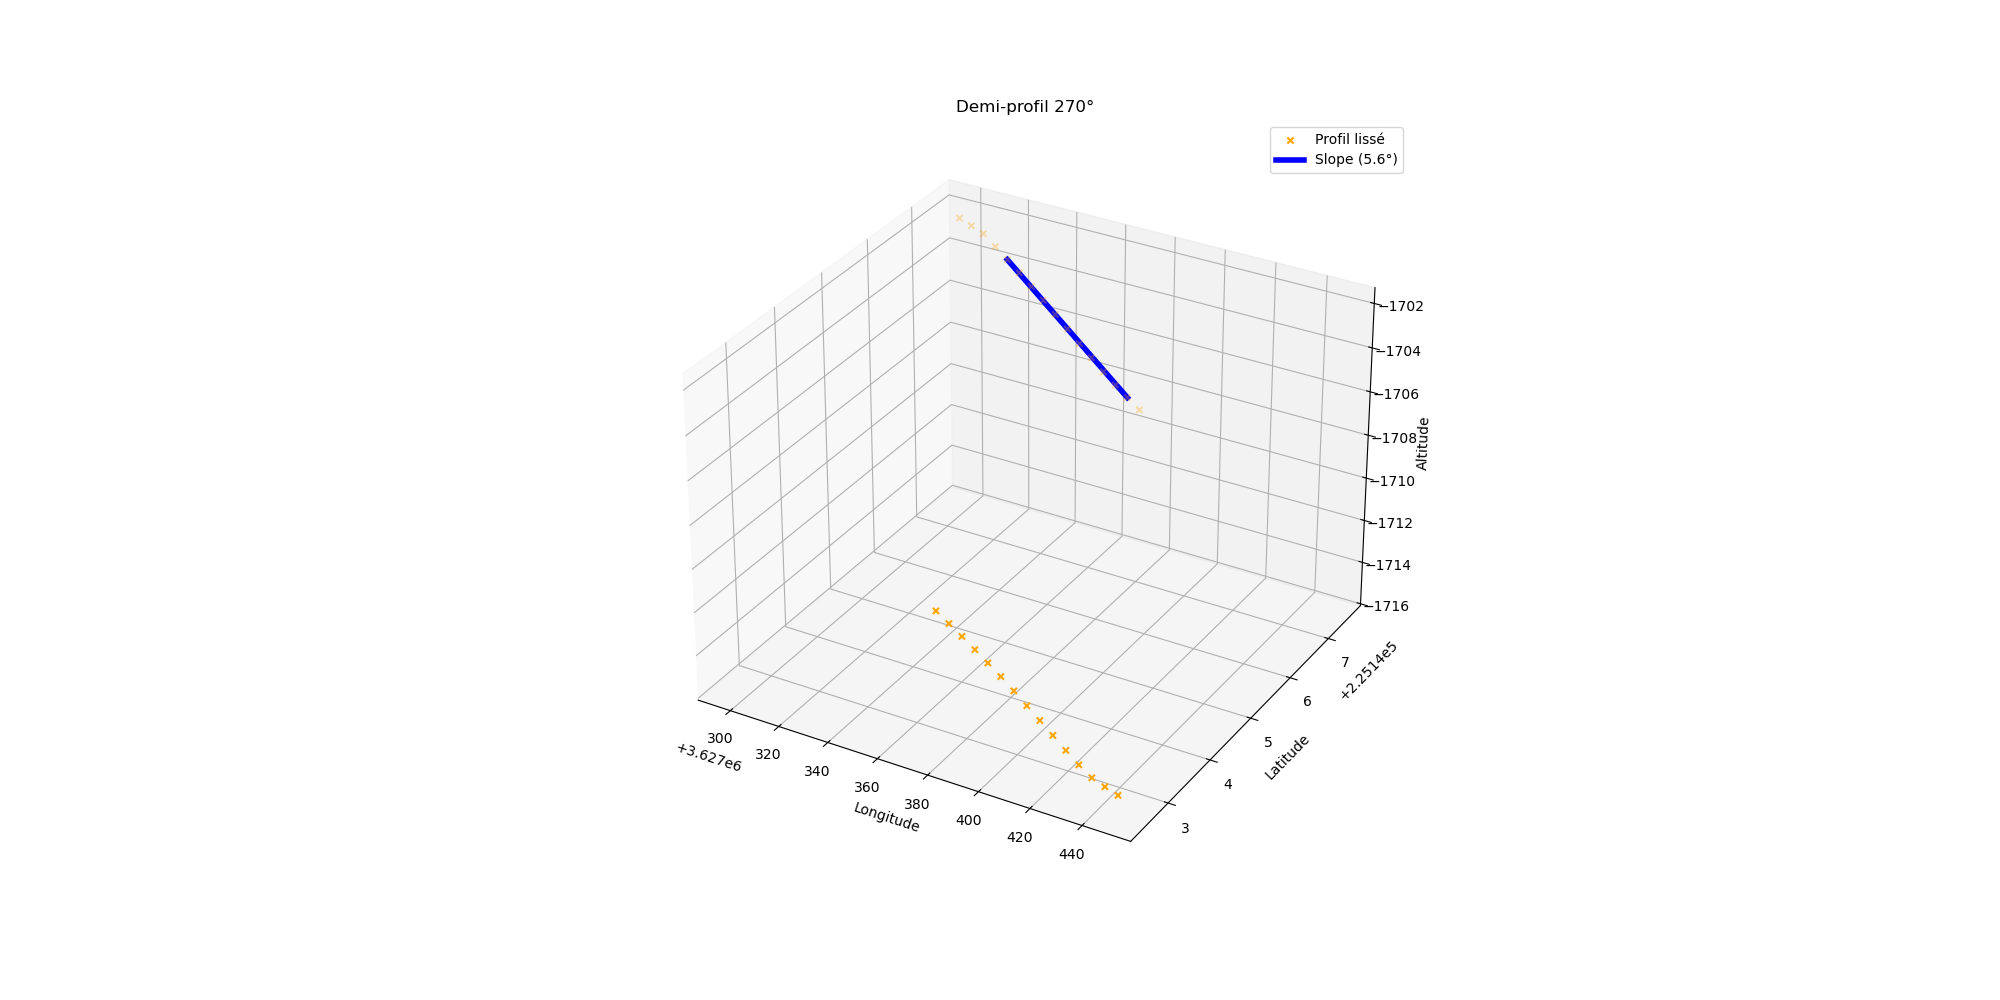 Demi-profil 270°
Profil lissé
Slope (5.6°)
−1702
−1704
−1706
−1708
−1710
−1712
−1714
−1716
Altitude
7
6
5
4
3
+2.2514e5
Latitude
300
320
340
360
380
400
420
440
+3.627e6
Longitude